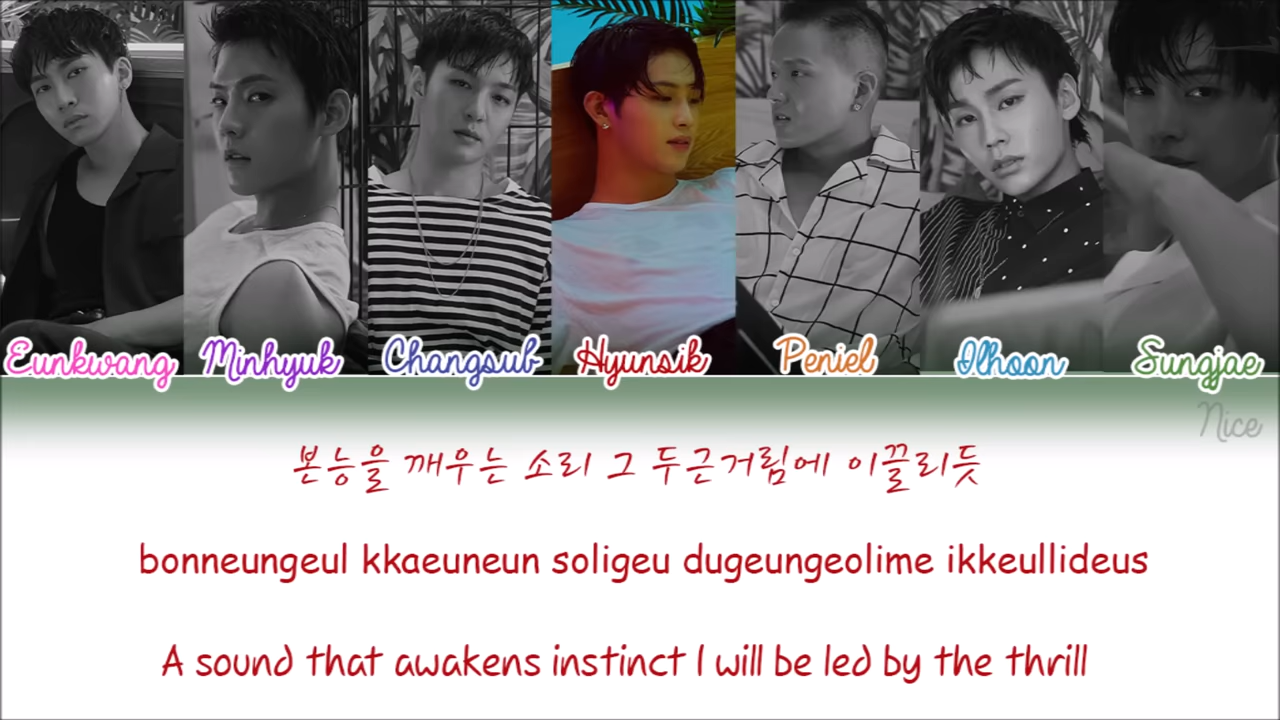 Eunkwang Minhyuk Changsub Hyunsik Peniel Ilhoon Sungjae
Nice
본능을 깨우는 소리 그 두근거림에 이끌리듯
bonneungeul kkaeuneun soligeu dugeungeolime ikkeullideus
A sound that awakens instinct I will be led by the thrill